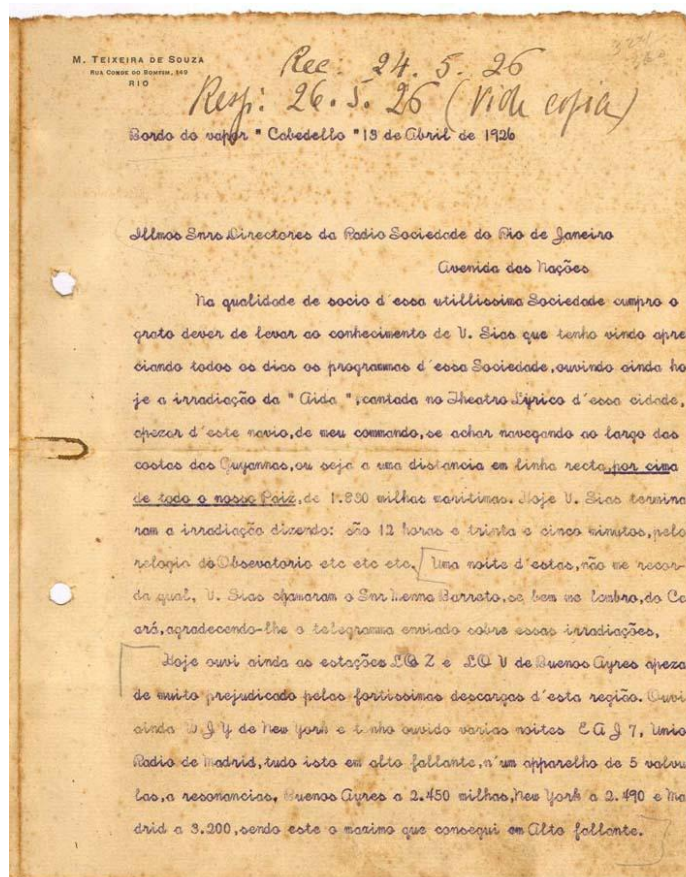 M. TEIXEIRA DE SOUZA
RUA CONDE DO BOMFIM,
RIO
Rec: 24. 5. 26
Resp: 26. 5. 26 (Vide copia)
Bordo do vapor " Cabedello " 13 de Abril de 1926
Illmos Snrs Directores da Radio Sociedade do Rio de Janeiro
Avenida das Nações
Na qualidade de socio d´essa utillissima Sociedade cumpro o
grato dever de levar ao conhecimento de V. Sias que tenho vindo apre
ciando todos os dias os programmas d´essa Sociedade,ouvindo ainda ho
je a irradiação da " Aida ",cantada no Theatro Lyrico d´essa cidade,
apezar d´este navio,de meu commando,se achar navegando ao largo das
costas das Guyannas,ou seja a uma distancia em linha recta,por cima
de todo o nosso Paiz,de 1.830 milhas maritimas. Hoje V. Sias termina
ram a irradiação dizendo: são 12 horas e trinta e cinco minutos,pelo
relogio do Obsevatorio etc etc etc. Uma noite d´estas,não me recor-
da qual, V. Sias chamaram o Snr Menna Barreto,se bem me lembro,do Ce
ará,agradecendo-lhe o telegramma enviado sobre essas irradiações,
Hoje ouvi ainda as estações L O Z e L O V de Buenos Ayres apeza
de muito prejudicado pelas fortissimas descargas d´esta região. Ouvi
ainda W J Y de New York e tenho ouvido varias noites E A J 7, Unio
Radio de Madrid,tudo isto em alto fallante,n´um apparelho de 5 valvu
las,a resonancias. Buenos Ayres a 2.450 milhas,New York a 2.490 e Ma
drid a 3.200,sendo este o maximo que consegui em Alto fallante.